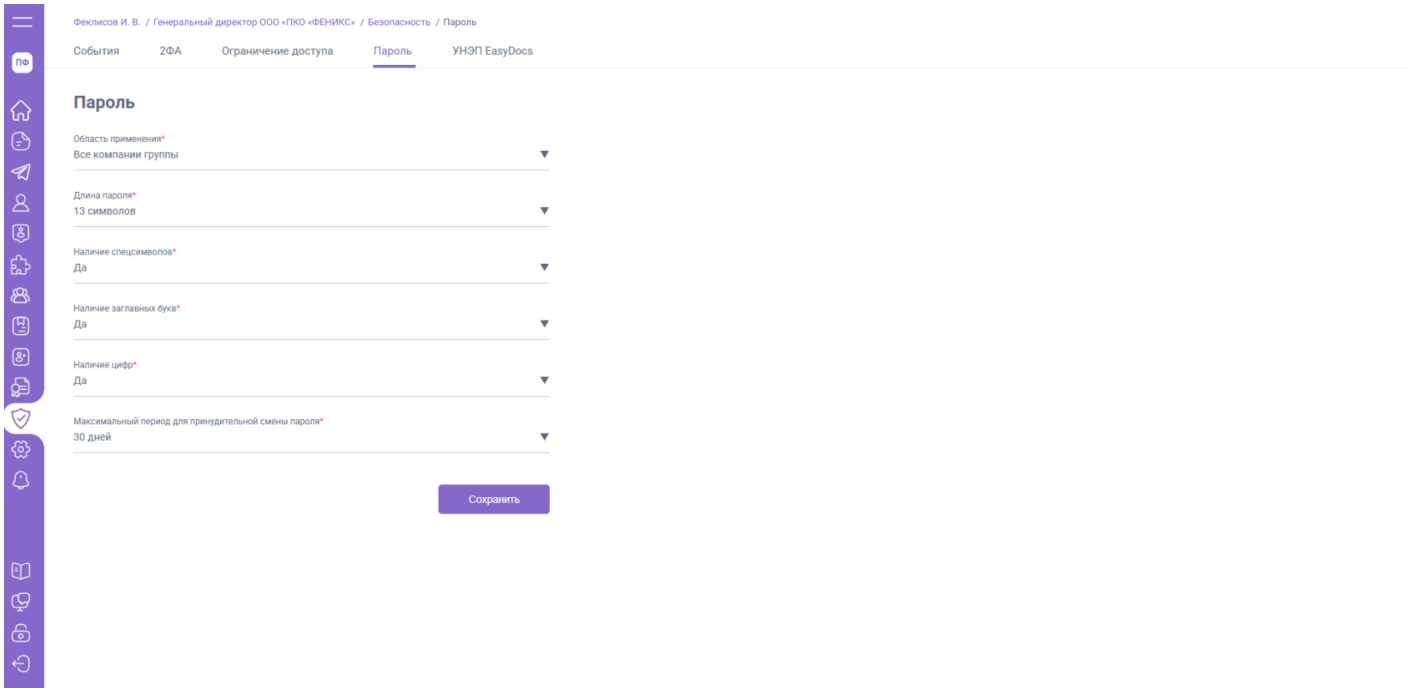 Феклисов И. В. / Генеральный директор ООО «ПКО «ФЕНИКС» / Безопасность / Пароль
События 2ФА Ограничение доступа Пароль УНЭП EasyDocs
ПФ
Пароль
Область применения*
Все компании группы
Длина пароля*
13 символов
Наличие спецсимволов*
Да
Наличие заглавных букв*
Да
Наличие цифр*
Да
Максимальный период для принудительной смены пароля*
30 дней
Сохранить